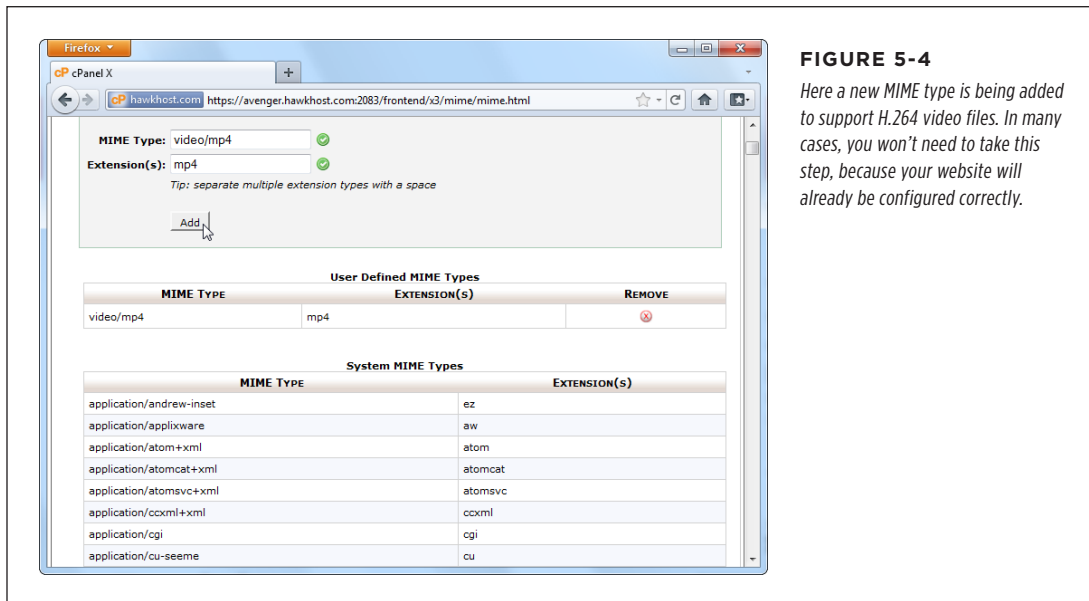 Firefox
cP cPanel X
+
cP hawkhost.com https://avenger.hawkhost.com:2083/frontend/x3/mime/mime.html
MIME Type: video/mp4
Extension(s): mp4
Tip: separate multiple extension types with a space
Add
User Defined MIME Types
MIME Type Extension(s) Remove
video/mp4 mp4
System MIME Types
MIME Type Extension(s)
application/andrew-inset ez
application/applixware aw
application/atom+xml atom
application/atomcat+xml atomcat
application/atomsvc+xml atomsvc
application/ccxml+xml ccxml
application/cgi cgi
application/cu-seeme cu
FIGURE 5-4
Here a new MIME type is being added
to support H.264 video files. In many
cases, you won't need to take this
step, because your website will
already be configured correctly.